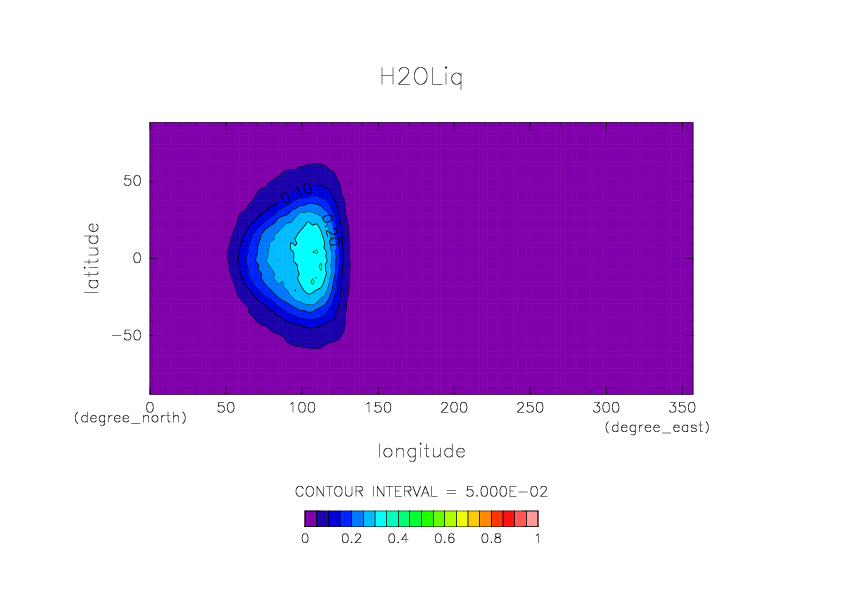 H2OLiq
0.10
0.20
50
0
−50
latitude
0 50 100 150 200 250 300 350
(degree_north)
(degree_east)
longitude
CONTOUR INTERVAL = 5.000E−02
0 0.2 0.4 0.6 0.8 1